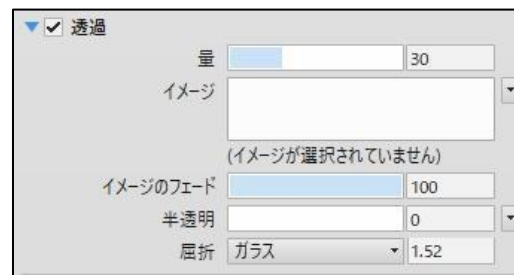 透過
量 30
イメージ
(イメージが選択されていません)
イメージのフェード 100
半透明 0
屈折 ガラス 1.52